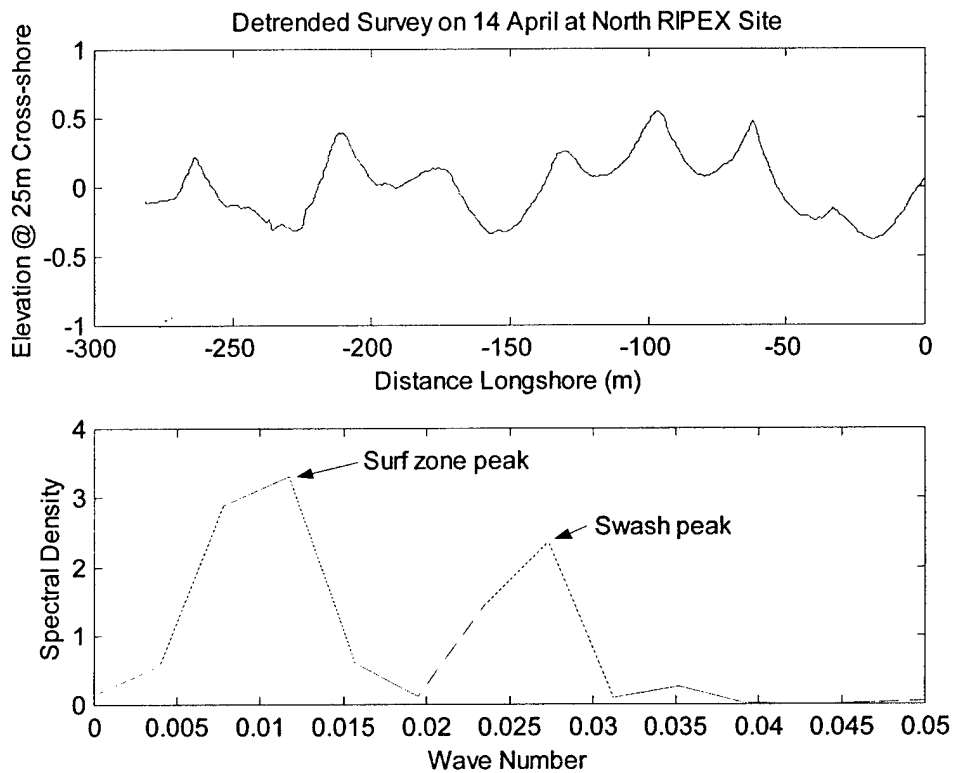 Detrended Survey on 14 April at North RIPEX Site
Elevation @ 25m Cross-shore
1
0.5
0
-0.5
-1
-300 -250 -200 -150 -100 -50 0
Distance Longshore (m)
Spectral Density
4
3
2
1
0
Surf zone peak
Swash peak
0 0.005 0.01 0.015 0.02 0.025 0.03 0.035 0.04 0.045 0.05
Wave Number